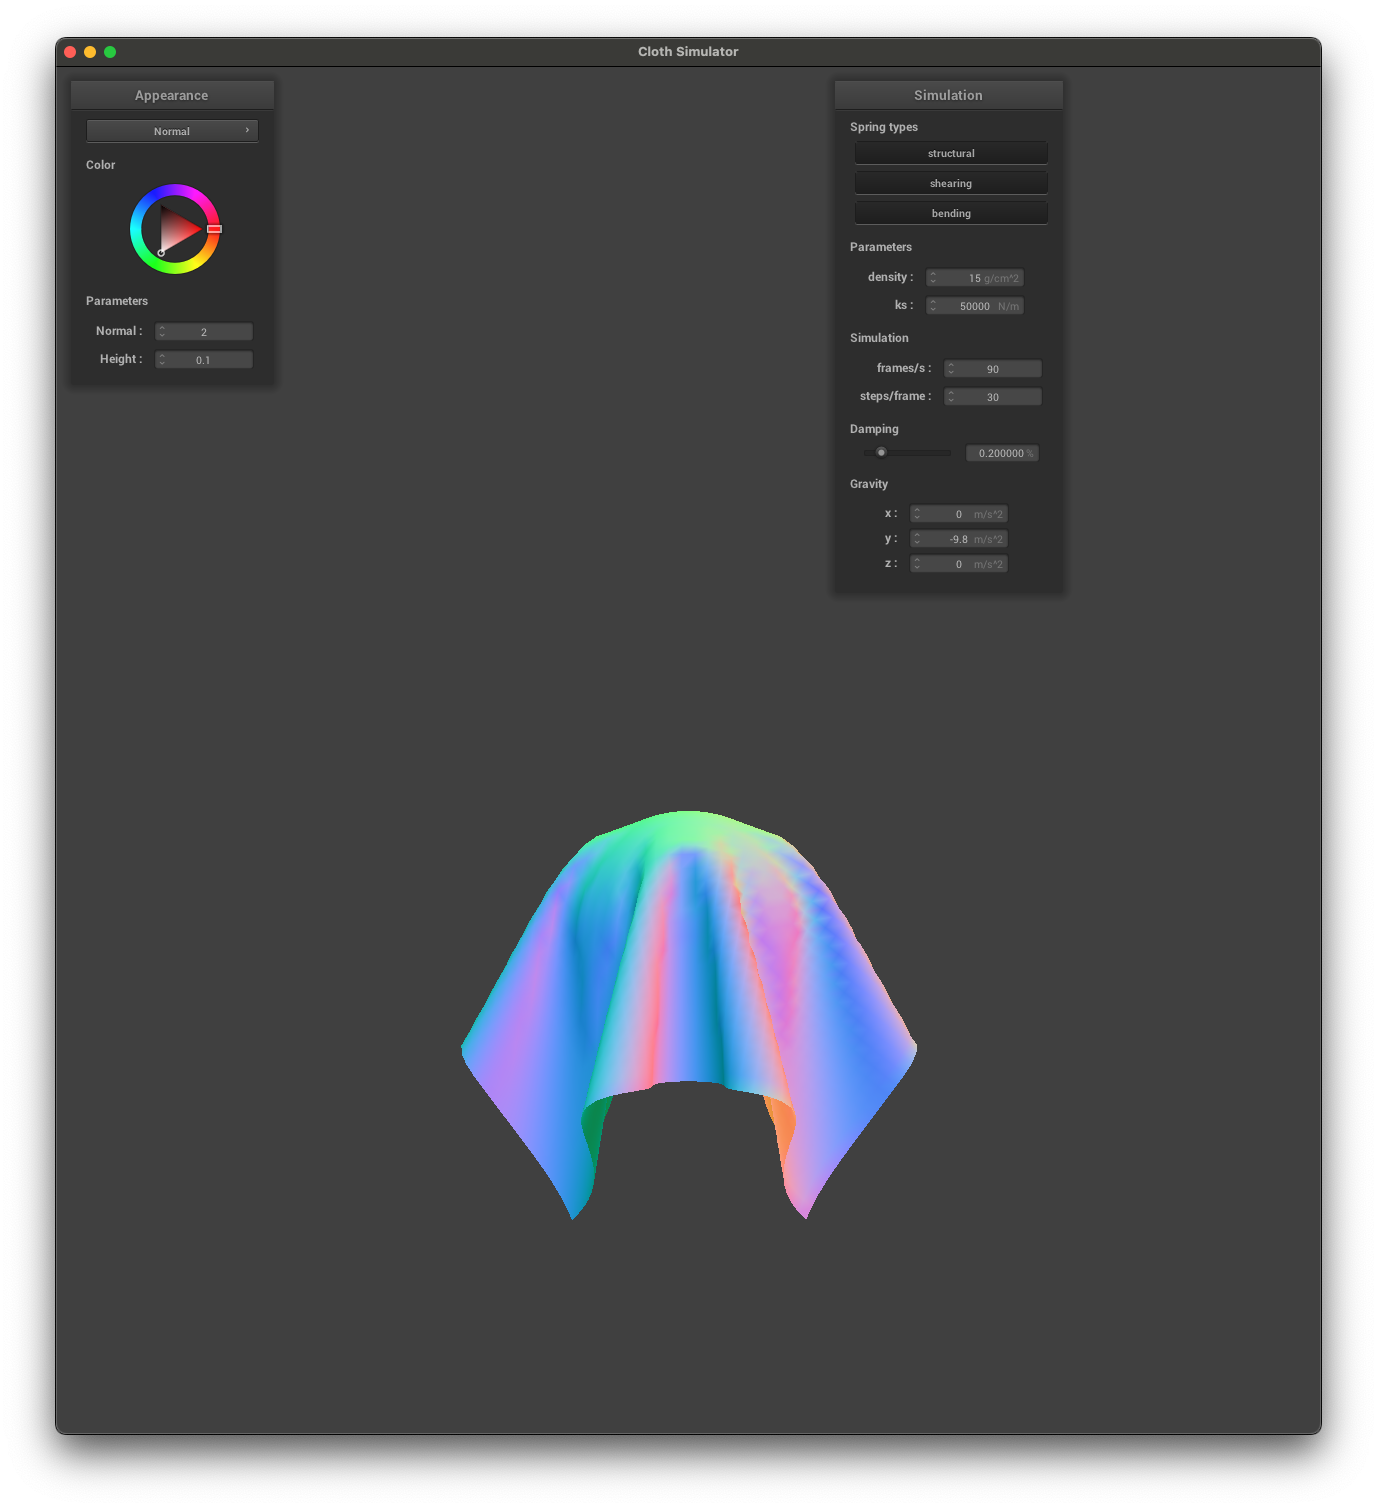 Cloth Simulator
Appearance
Normal
Color
Parameters
Normal : 2
Height : 0.1
Simulation
Spring types
structural
shearing
bending
Parameters
density : 15 g/cm^2
ks : 50000 N/m
Simulation
frames/s : 90
steps/frame : 30
Damping
0.200000 %
Gravity
x : 0 m/s^2
y : -9.8 m/s^2
z : 0 m/s^2